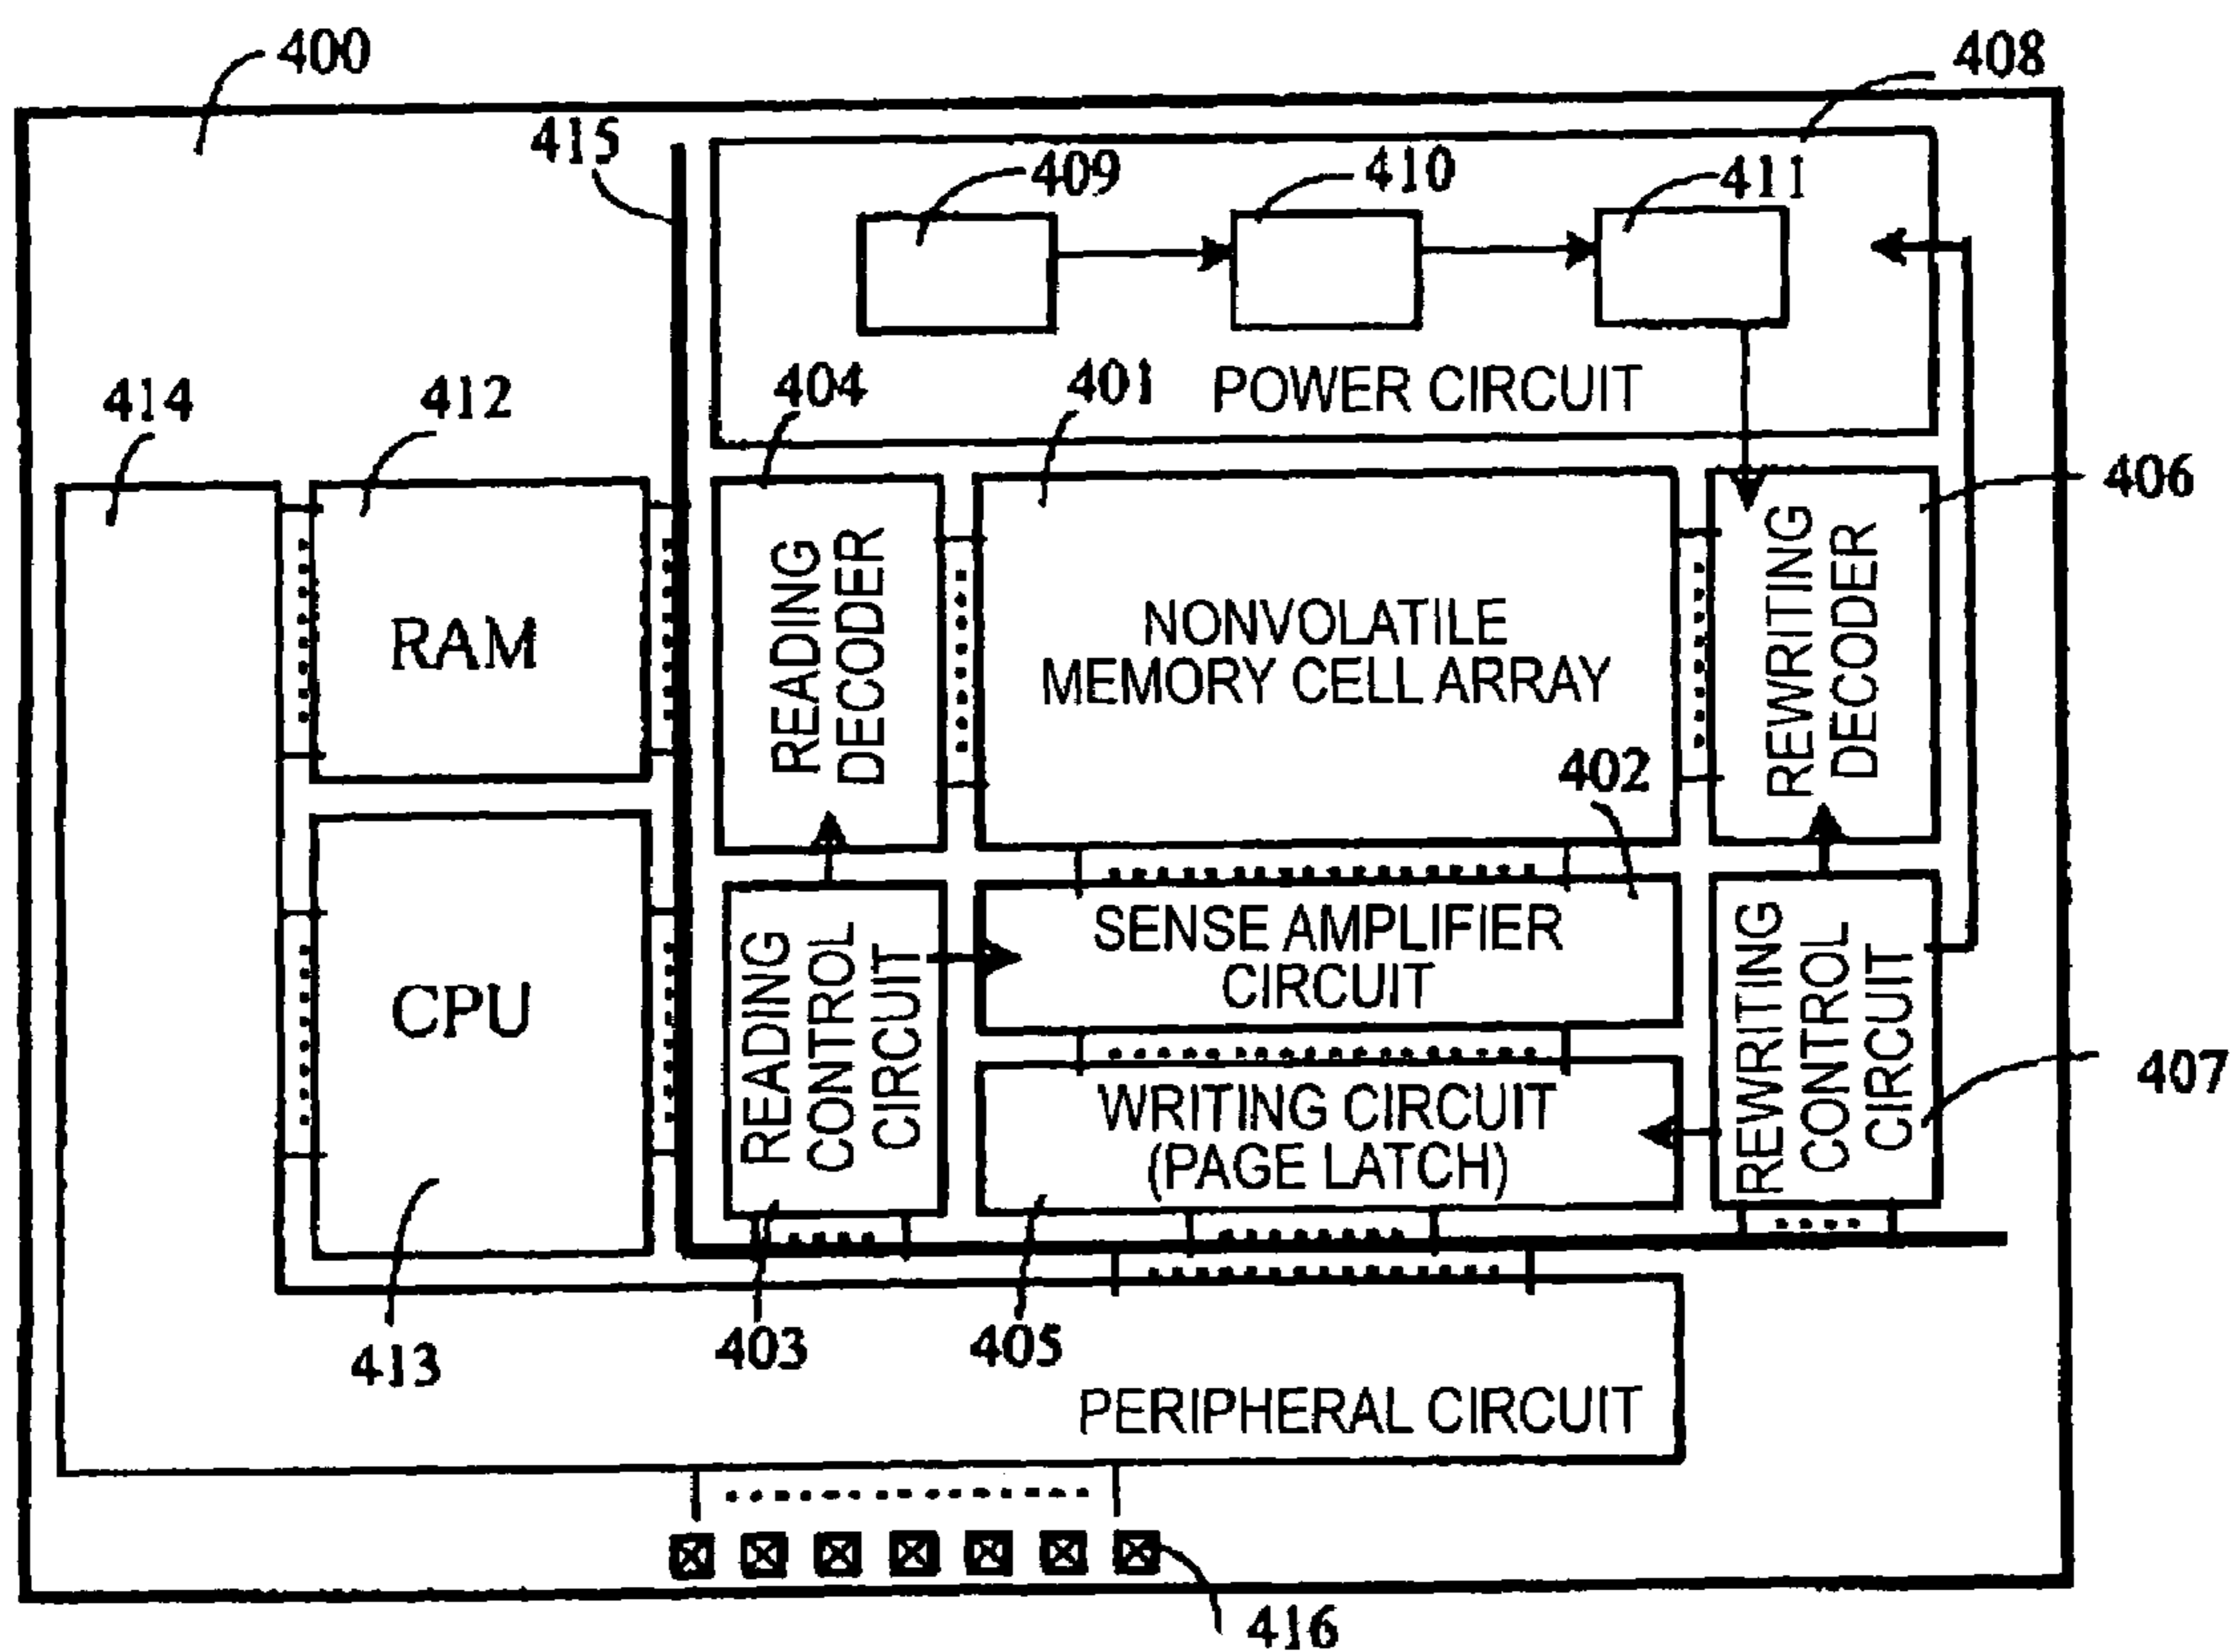 400
408
415
409
410
411
POWER CIRCUIT
414
412
404
401
406
RAM
READING
DECODER
NONVOLATILE
MEMORY CELL ARRAY
REWRITING
DECODER
402
CPU
READING
CONTROL
CIRCUIT
SENSE AMPLIFIER
CIRCUIT
WRITING CIRCUIT
(PAGE LATCH)
REWRITING
CONTROL
CIRCUIT
407
413
403
405
PERIPHERAL CIRCUIT
416